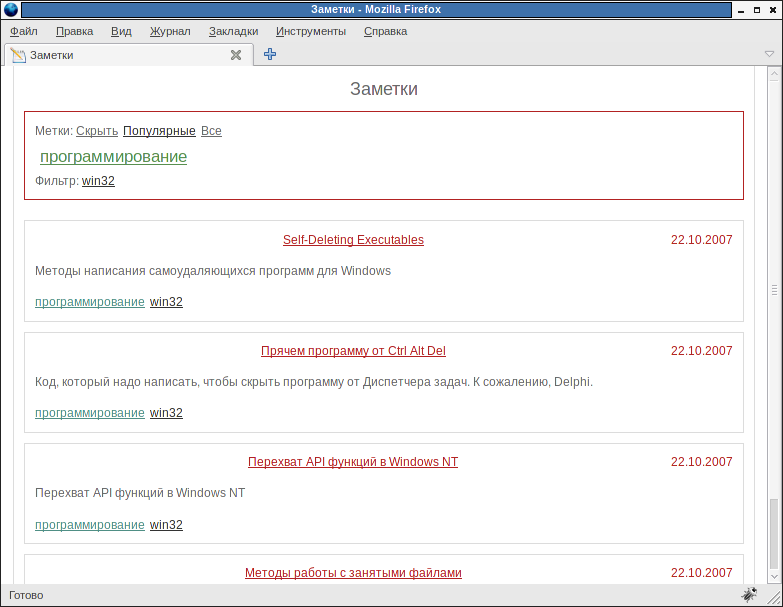 Заметки - Mozilla Firefox
Файл Правка Вид Журнал Закладки Инструменты Справка
Заметки
Заметки
Метки: Скрыть Популярные Все
программирование
Фильтр: win32
Self-Deleting Executables 22.10.2007
Методы написания самоудаляющихся программ для Windows
программирование win32
Прячем программу от Ctrl Alt Del 22.10.2007
Код, который надо написать, чтобы скрыть программу от Диспетчера задач. К сожалению, Delphi.
программирование win32
Перехват API функций в Windows NT 22.10.2007
Перехват API функций в Windows NT
программирование win32
Методы работы с занятыми файлами 22.10.2007
Готово